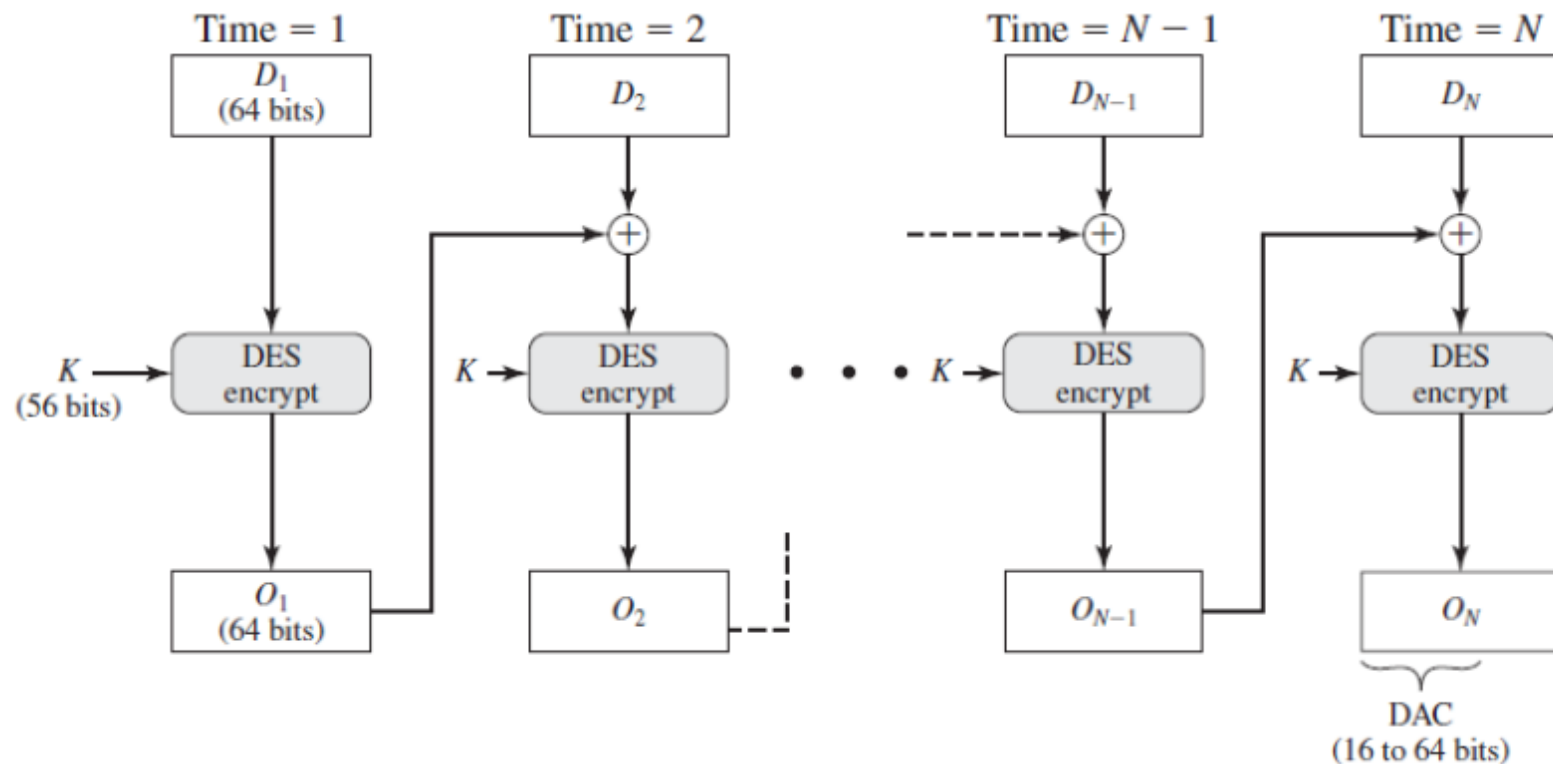 Time = 1
Time = 2
Time = N − 1
Time = N
D₁
(64 bits)
D₂
Dₙ₋₁
Dₙ
+
+
+
K
(56 bits)
DES
encrypt
K
DES
encrypt
• • •
K
DES
encrypt
K
DES
encrypt
O₁
(64 bits)
O₂
Oₙ₋₁
Oₙ
DAC
(16 to 64 bits)